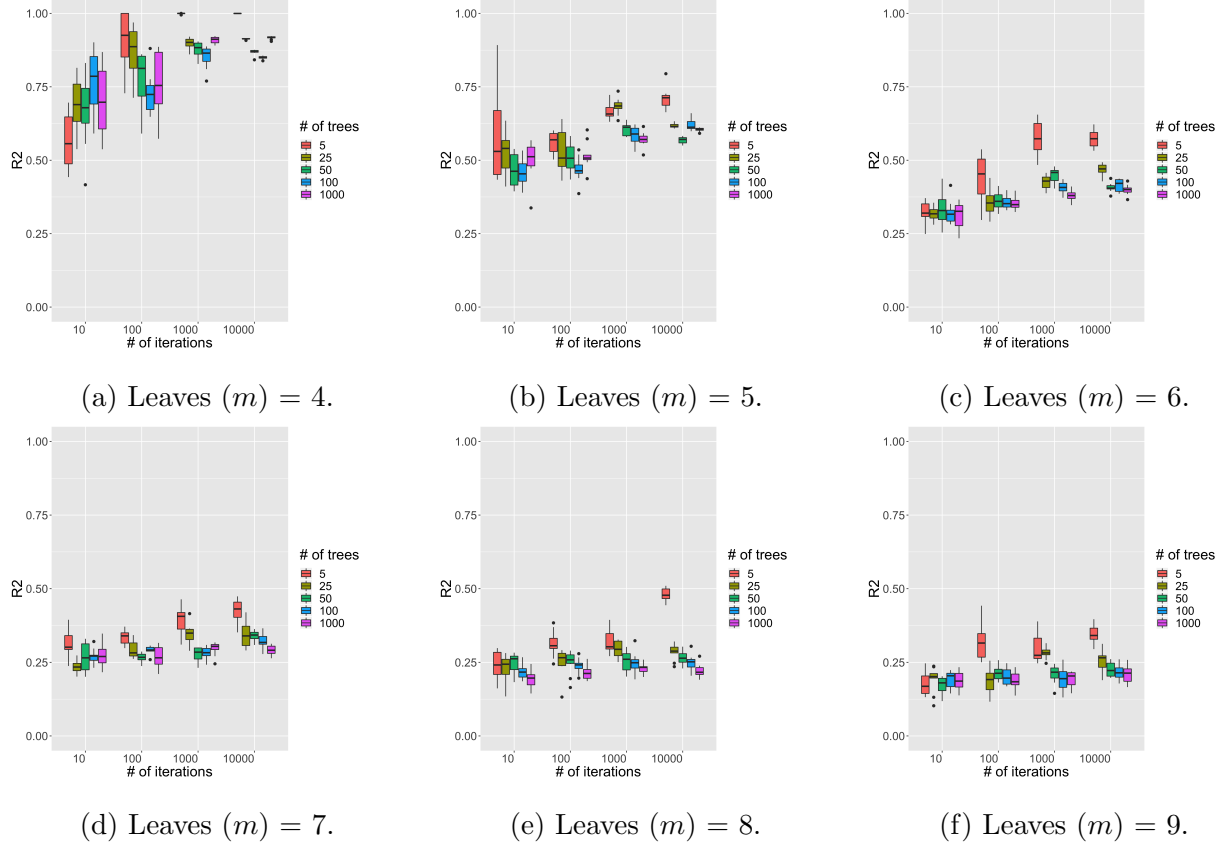 1.00
0.75
0.50
0.25
0.00
R2
10 100 1000 10000
# of iterations
# of trees
5
25
50
100
1000
1.00
0.75
0.50
0.25
0.00
R2
10 100 1000 10000
# of iterations
# of trees
5
25
50
100
1000
1.00
0.75
0.50
0.25
0.00
R2
10 100 1000 10000
# of iterations
# of trees
5
25
50
100
1000
(a) Leaves (m) = 4.
(b) Leaves (m) = 5.
(c) Leaves (m) = 6.
1.00
0.75
0.50
0.25
0.00
R2
10 100 1000 10000
# of iterations
# of trees
5
25
50
100
1000
1.00
0.75
0.50
0.25
0.00
R2
10 100 1000 10000
# of iterations
# of trees
5
25
50
100
1000
1.00
0.75
0.50
0.25
0.00
R2
10 100 1000 10000
# of iterations
# of trees
5
25
50
100
1000
(d) Leaves (m) = 7.
(e) Leaves (m) = 8.
(f) Leaves (m) = 9.